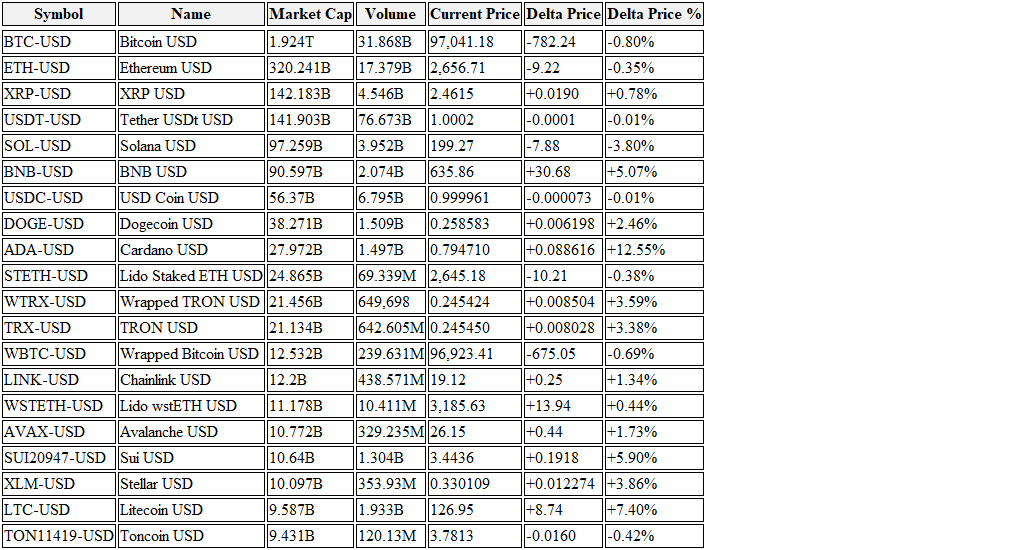 Symbol Name Market Cap Volume Current Price Delta Price Delta Price %
BTC-USD Bitcoin USD 1.924T 31.868B 97,041.18 -782.24 -0.80%
ETH-USD Ethereum USD 320.241B 17.379B 2,656.71 -9.22 -0.35%
XRP-USD XRP USD 142.183B 4.546B 2.4615 +0.0190 +0.78%
USDT-USD Tether USDt USD 141.903B 76.673B 1.0002 -0.0001 -0.01%
SOL-USD Solana USD 97.259B 3.952B 199.27 -7.88 -3.80%
BNB-USD BNB USD 90.597B 2.074B 635.86 +30.68 +5.07%
USDC-USD USD Coin USD 56.37B 6.795B 0.999961 -0.000073 -0.01%
DOGE-USD Dogecoin USD 38.271B 1.509B 0.258583 +0.006198 +2.46%
ADA-USD Cardano USD 27.972B 1.497B 0.794710 +0.088616 +12.55%
STETH-USD Lido Staked ETH USD 24.865B 69.339M 2,645.18 -10.21 -0.38%
WTRX-USD Wrapped TRON USD 21.456B 649,698 0.245424 +0.008504 +3.59%
TRX-USD TRON USD 21.134B 642.605M 0.245450 +0.008028 +3.38%
WBTC-USD Wrapped Bitcoin USD 12.532B 239.631M 96,923.41 -675.05 -0.69%
LINK-USD Chainlink USD 12.2B 438.571M 19.12 +0.25 +1.34%
WSTETH-USD Lido wstETH USD 11.178B 10.411M 3,185.63 +13.94 +0.44%
AVAX-USD Avalanche USD 10.772B 329.235M 26.15 +0.44 +1.73%
SUI20947-USD Sui USD 10.64B 1.304B 3.4436 +0.1918 +5.90%
XLM-USD Stellar USD 10.097B 353.93M 0.330109 +0.012274 +3.86%
LTC-USD Litecoin USD 9.587B 1.933B 126.95 +8.74 +7.40%
TON11419-USD Toncoin USD 9.431B 120.13M 3.7813 -0.0160 -0.42%